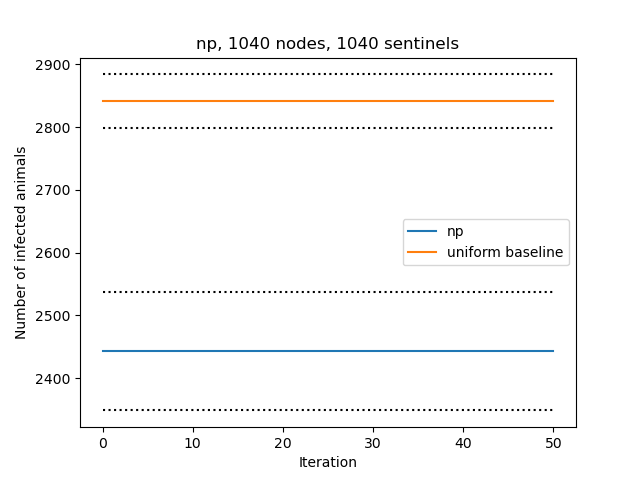 np, 1040 nodes, 1040 sentinels
2900
2800
2700
2600
2500
2400
Number of infected animals
np
uniform baseline
0 10 20 30 40 50
Iteration